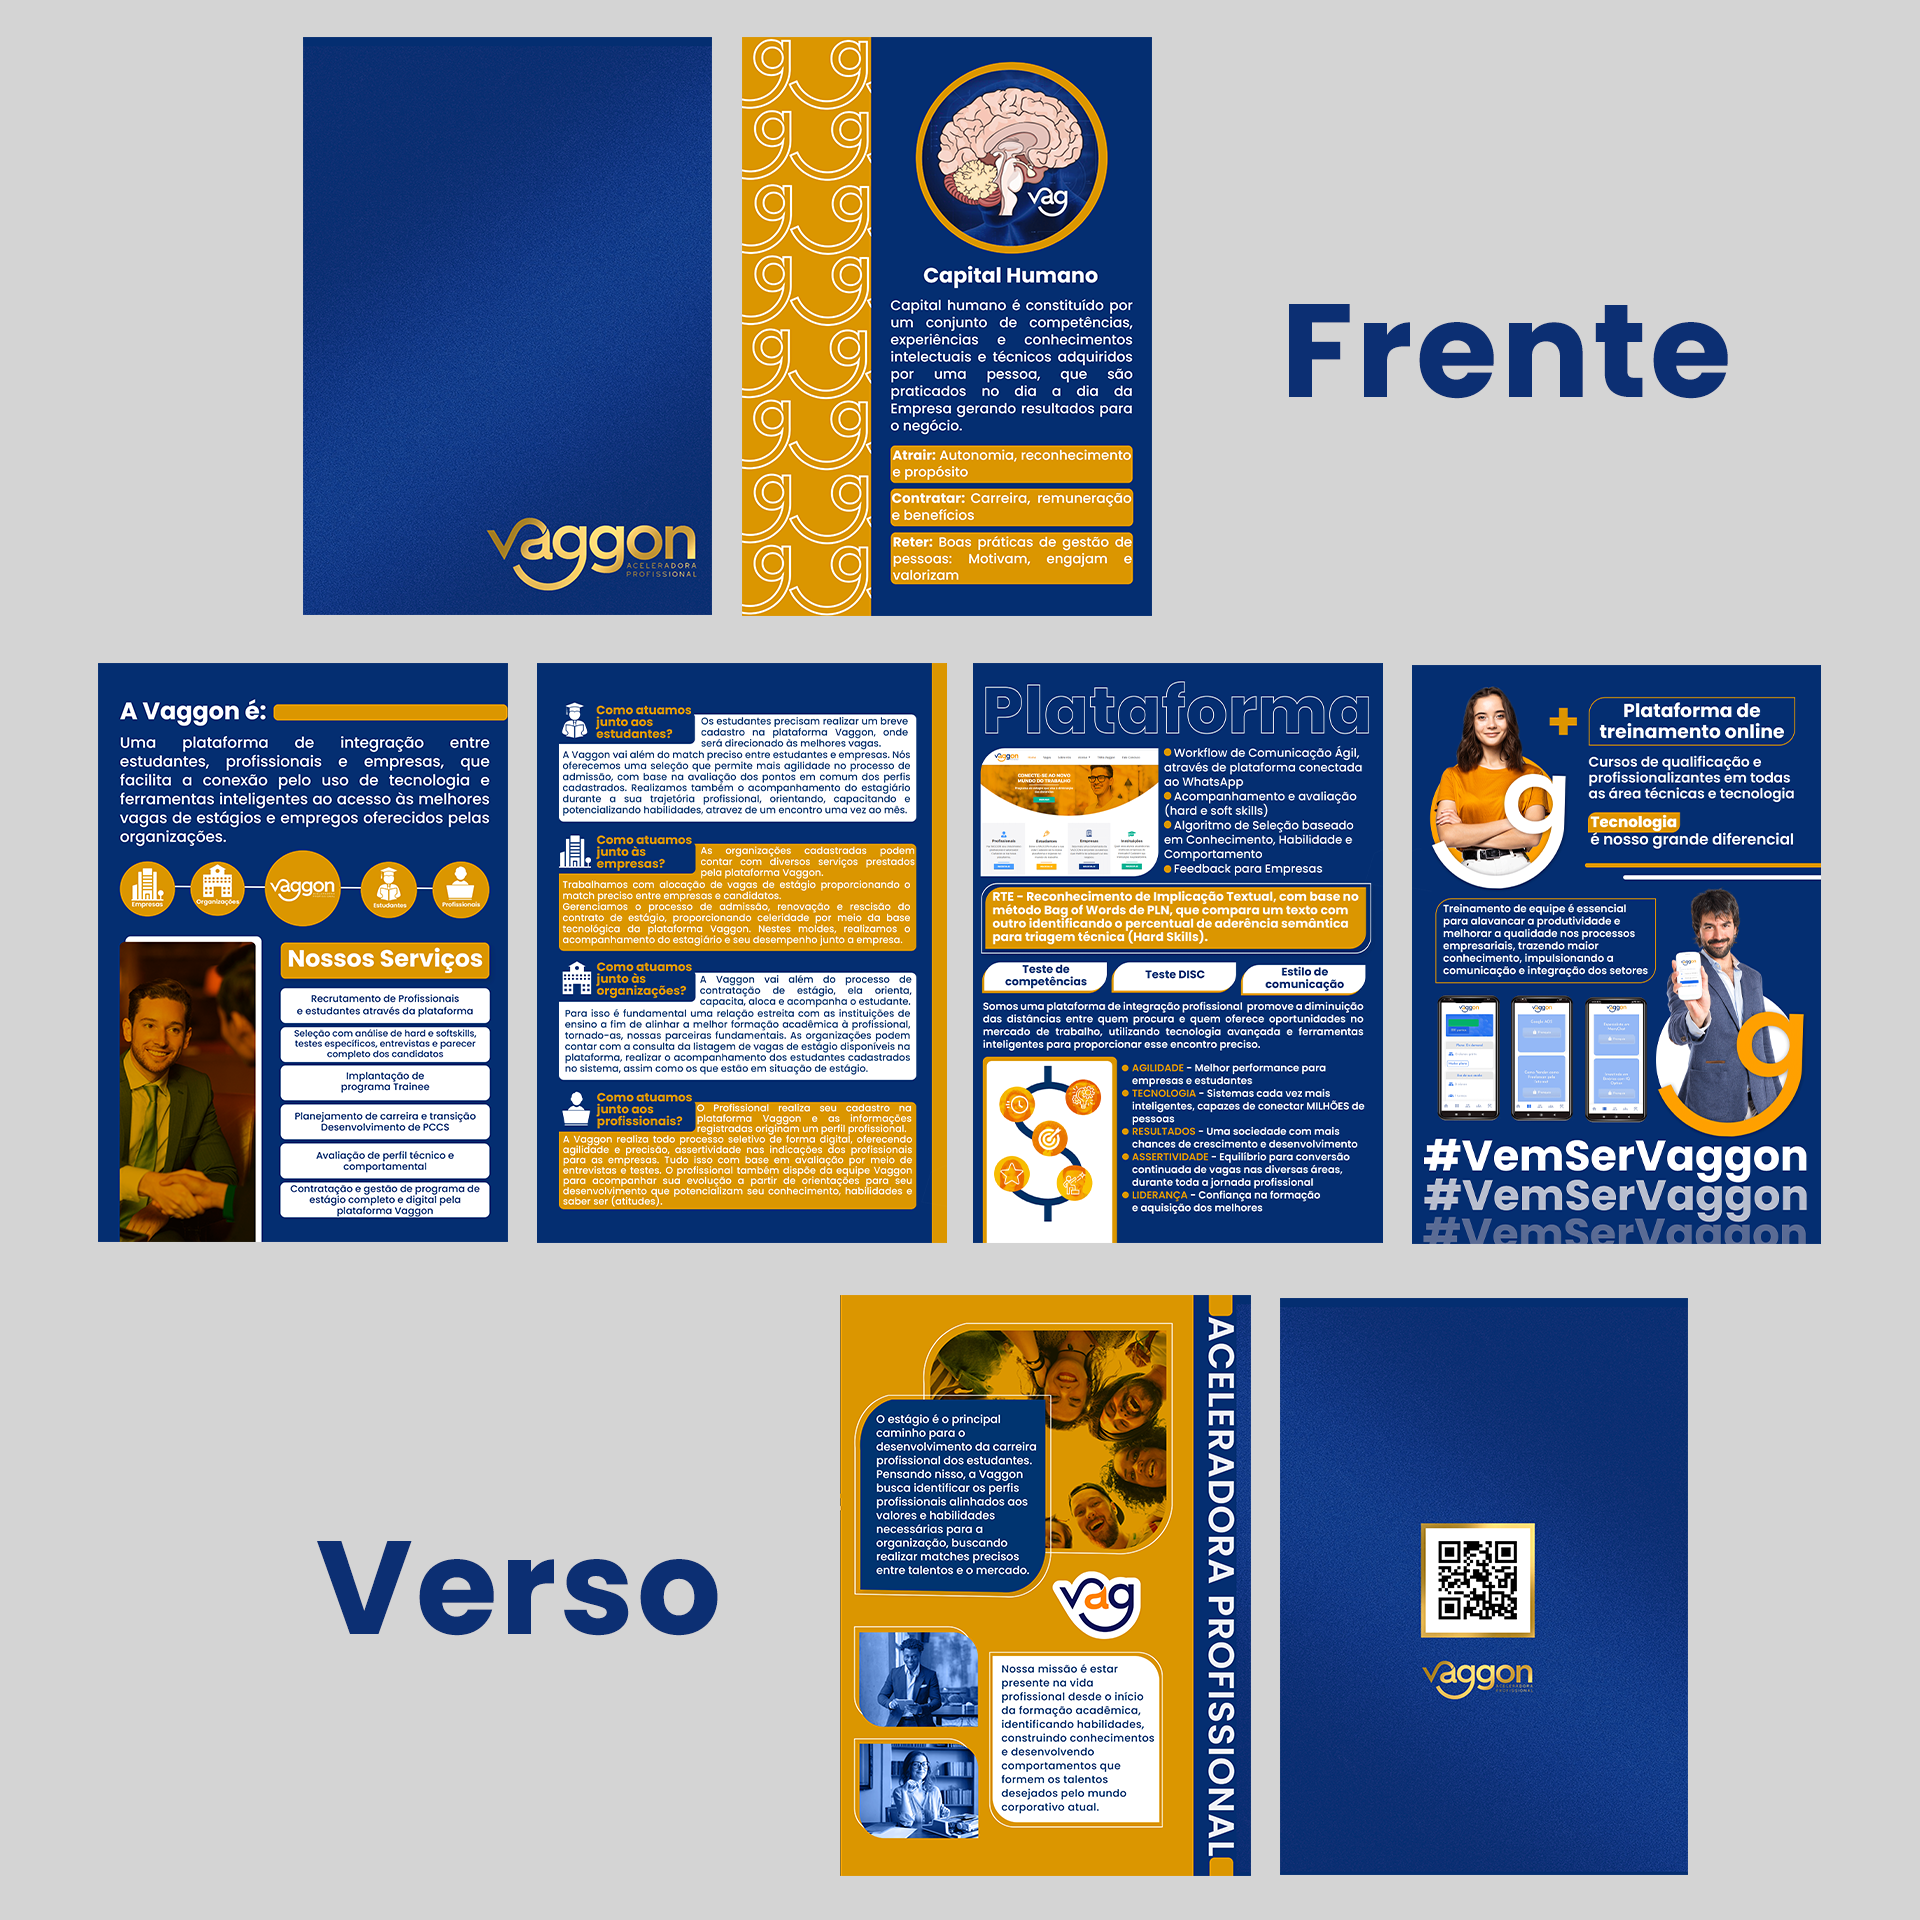 vaggon
ACELERADORA
PROFISSIONAL
vag
Capital Humano
Capital humano é constituído por
um conjunto de competências,
experiências e conhecimentos
intelectuais e técnicos adquiridos
por uma pessoa, que são
praticados no dia a dia da
Empresa gerando resultados para
o negócio.
Atrair: Autonomia, reconhecimento
e propósito
Contratar: Carreira, remuneração
e benefícios
Reter: Boas práticas de gestão de
pessoas: Motivam, engajam e
valorizam
Frente
A Vaggon é:
Uma plataforma de integração entre
estudantes, profissionais e empresas, que
facilita a conexão pelo uso de tecnologia e
ferramentas inteligentes ao acesso às melhores
vagas de estágios e empregos oferecidos pelas
organizações.
Empresas
Organizações
vaggon
Estudantes
Profissionais
Nossos Serviços
Recrutamento de Profissionais
e estudantes através da plataforma
Seleção com análise de hard e softskills,
testes específicos, entrevistas e parecer
completo dos candidatos
Implantação de
programa Trainee
Planejamento de carreira e transição
Desenvolvimento de PCCS
Avaliação de perfil técnico e
comportamental
Contratação e gestão de programa de
estágio completo e digital pela
plataforma Vaggon
Como atuamos
junto aos
estudantes?
Os estudantes precisam realizar um breve
cadastro na plataforma Vaggon, onde
será direcionado às melhores vagas.
A Vaggon vai além do match preciso entre estudantes e empresas. Nós
oferecemos uma seleção que permite mais agilidade no processo de
admissão, com base na avaliação dos pontos em comum dos perfis
cadastrados. Realizamos também o acompanhamento do estagiário
durante a sua trajetória profissional, orientando, capacitando e
potencializando habilidades, atravez de um encontro uma vez ao mês.
Como atuamos
junto às
empresas?
As organizações cadastradas podem
contar com diversos serviços prestados
pela plataforma Vaggon.
Trabalhamos com alocação de vagas de estágio proporcionando o
match preciso entre empresas e candidatos.
Gerenciamos o processo de admissão, renovação e rescisão do
contrato de estágio, proporcionando celeridade por meio da base
tecnológica da plataforma Vaggon. Nestes moldes, realizamos o
acompanhamento do estagiário e seu desempenho junto a empresa.
Como atuamos
junto às
organizações?
A Vaggon vai além do processo de
contratação de estágio, ela orienta,
capacita, aloca e acompanha o estudante.
Para isso é fundamental uma relação estreita com as instituições de
ensino a fim de alinhar a melhor formação acadêmica à profissional,
tornado-as, nossas parceiras fundamentais. As organizações podem
contar com a consulta da listagem de vagas de estágio disponíveis na
plataforma, realizar o acompanhamento dos estudantes cadastrados
no sistema, assim como os que estão em situação de estágio.
Como atuamos
junto aos
profissionais?
O Profissional realiza seu cadastro na
plataforma Vaggon e as informações
registradas originam um perfil profissional.
A Vaggon realiza todo processo seletivo de forma digital, oferecendo
agilidade e precisão, assertividade nas indicações dos profissionais
para as empresas. Tudo isso com base em avaliação por meio de
entrevistas e testes. O profissional também dispõe da equipe Vaggon
para acompanhar sua evolução a partir de orientações para seu
desenvolvimento que potencializam seu conhecimento, habilidades e
saber ser (atitudes).
Plataforma
vaggon
CONECTE-SE AO NOVO
MUNDO DO TRABALHO
Profissionais
Estudantes
Empresas
Instituições
Workflow de Comunicação Ágil,
através de plataforma conectada
ao WhatsApp
Acompanhamento e avaliação
(hard e soft skills)
Algoritmo de Seleção baseado
em Conhecimento, Habilidade e
Comportamento
Feedback para Empresas
RTE - Reconhecimento de Implicação Textual, com base no
método Bag of Words de PLN, que compara um texto com
outro identificando o percentual de aderência semântica
para triagem técnica (Hard Skills).
Teste de
competências
Teste DISC
Estilo de
comunicação
Somos uma plataforma de integração profissional promove a diminuição
das distâncias entre quem procura e quem oferece oportunidades no
mercado de trabalho, utilizando tecnologia avançada e ferramentas
inteligentes para proporcionar esse encontro preciso.
AGILIDADE - Melhor performance para
empresas e estudantes
TECNOLOGIA - Sistemas cada vez mais
inteligentes, capazes de conectar MILHÕES de
pessoas
RESULTADOS - Uma sociedade com mais
chances de crescimento e desenvolvimento
ASSERTIVIDADE - Equilíbrio para conversão
continuada de vagas nas diversas áreas,
durante toda a jornada profissional
LIDERANÇA - Confiança na formação
e aquisição dos melhores
+
Plataforma de
treinamento online
Cursos de qualificação e
profissionalizantes em todas
as área técnicas e tecnologia
Tecnologia
é nosso grande diferencial
g
Treinamento de equipe é essencial
para alavancar a produtividade e
melhorar a qualidade nos processos
empresariais, trazendo maior
conhecimento, impulsionando a
comunicação e integração dos setores
vaggon
vaggon
vaggon
g
#VemSerVaggon
#VemSerVaggon
#VemSerVaggon
Verso
O estágio é o principal
caminho para o
desenvolvimento da carreira
profissional dos estudantes.
Pensando nisso, a Vaggon
busca identificar os perfis
profissionais alinhados aos
valores e habilidades
necessárias para a
organização, buscando
realizar matches precisos
entre talentos e o mercado.
vag
Nossa missão é estar
presente na vida
profissional desde o início
da formação acadêmica,
identificando habilidades,
construindo conhecimentos
e desenvolvendo
comportamentos que
formem os talentos
desejados pelo mundo
corporativo atual.
ACELERADORA PROFISSIONAL
vaggon
ACELERADORA
PROFISSIONAL